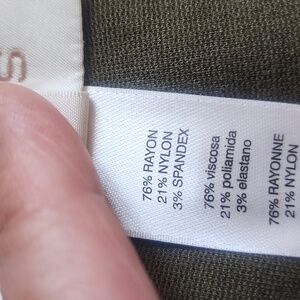 S
76% RAYON
21% NYLON
3% SPANDEX
76% viscosa
21% poliamida
3% elastano
76% RAYONNE
21% NYLON